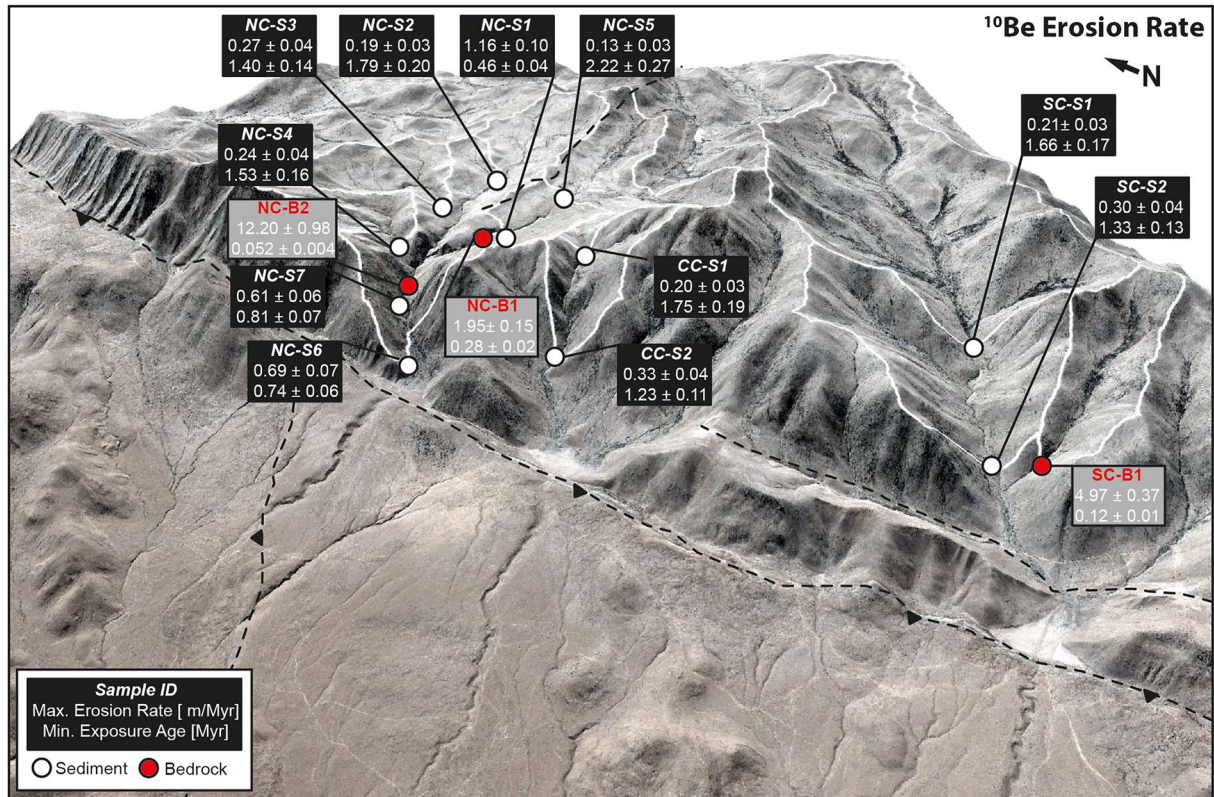 ¹⁰Be Erosion Rate
N
NC-S3
0.27 ± 0.04
1.40 ± 0.14
NC-S2
0.19 ± 0.03
1.79 ± 0.20
NC-S1
1.16 ± 0.10
0.46 ± 0.04
NC-S5
0.13 ± 0.03
2.22 ± 0.27
SC-S1
0.21± 0.03
1.66 ± 0.17
NC-S4
0.24 ± 0.04
1.53 ± 0.16
SC-S2
0.30 ± 0.04
1.33 ± 0.13
NC-B2
12.20 ± 0.98
0.052 ± 0.004
NC-S7
0.61 ± 0.06
0.81 ± 0.07
CC-S1
0.20 ± 0.03
1.75 ± 0.19
NC-B1
1.95± 0.15
0.28 ± 0.02
NC-S6
0.69 ± 0.07
0.74 ± 0.06
CC-S2
0.33 ± 0.04
1.23 ± 0.11
SC-B1
4.97 ± 0.37
0.12 ± 0.01
Sample ID
Max. Erosion Rate [ m/Myr]
Min. Exposure Age [Myr]
Sediment
Bedrock